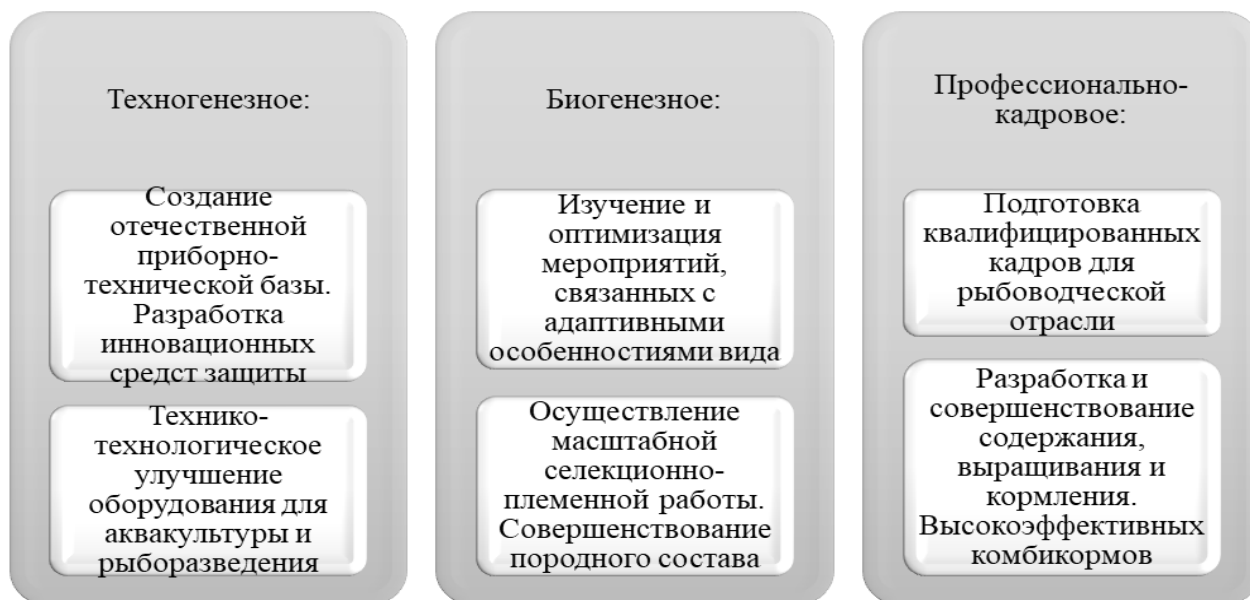 Техногенезное:
Создание
отечественной
приборно-
технической базы.
Разработка
инновационных
средст защиты
Технико-
технологическое
улучшение
оборудования для
аквакультуры и
рыборазведения
Биогенезное:
Изучение и
оптимизация
мероприятий,
связанных с
адаптивными
особенностиями вида
Осуществление
масштабной
селекционно-
племенной работы.
Совершенствование
породного состава
Профессионально-
кадровое:
Подготовка
квалифицированных
кадров для
рыбоводческой
отрасли
Разработка и
совершенствование
содержания,
выращивания и
кормления.
Высокоэффективных
комбикормов